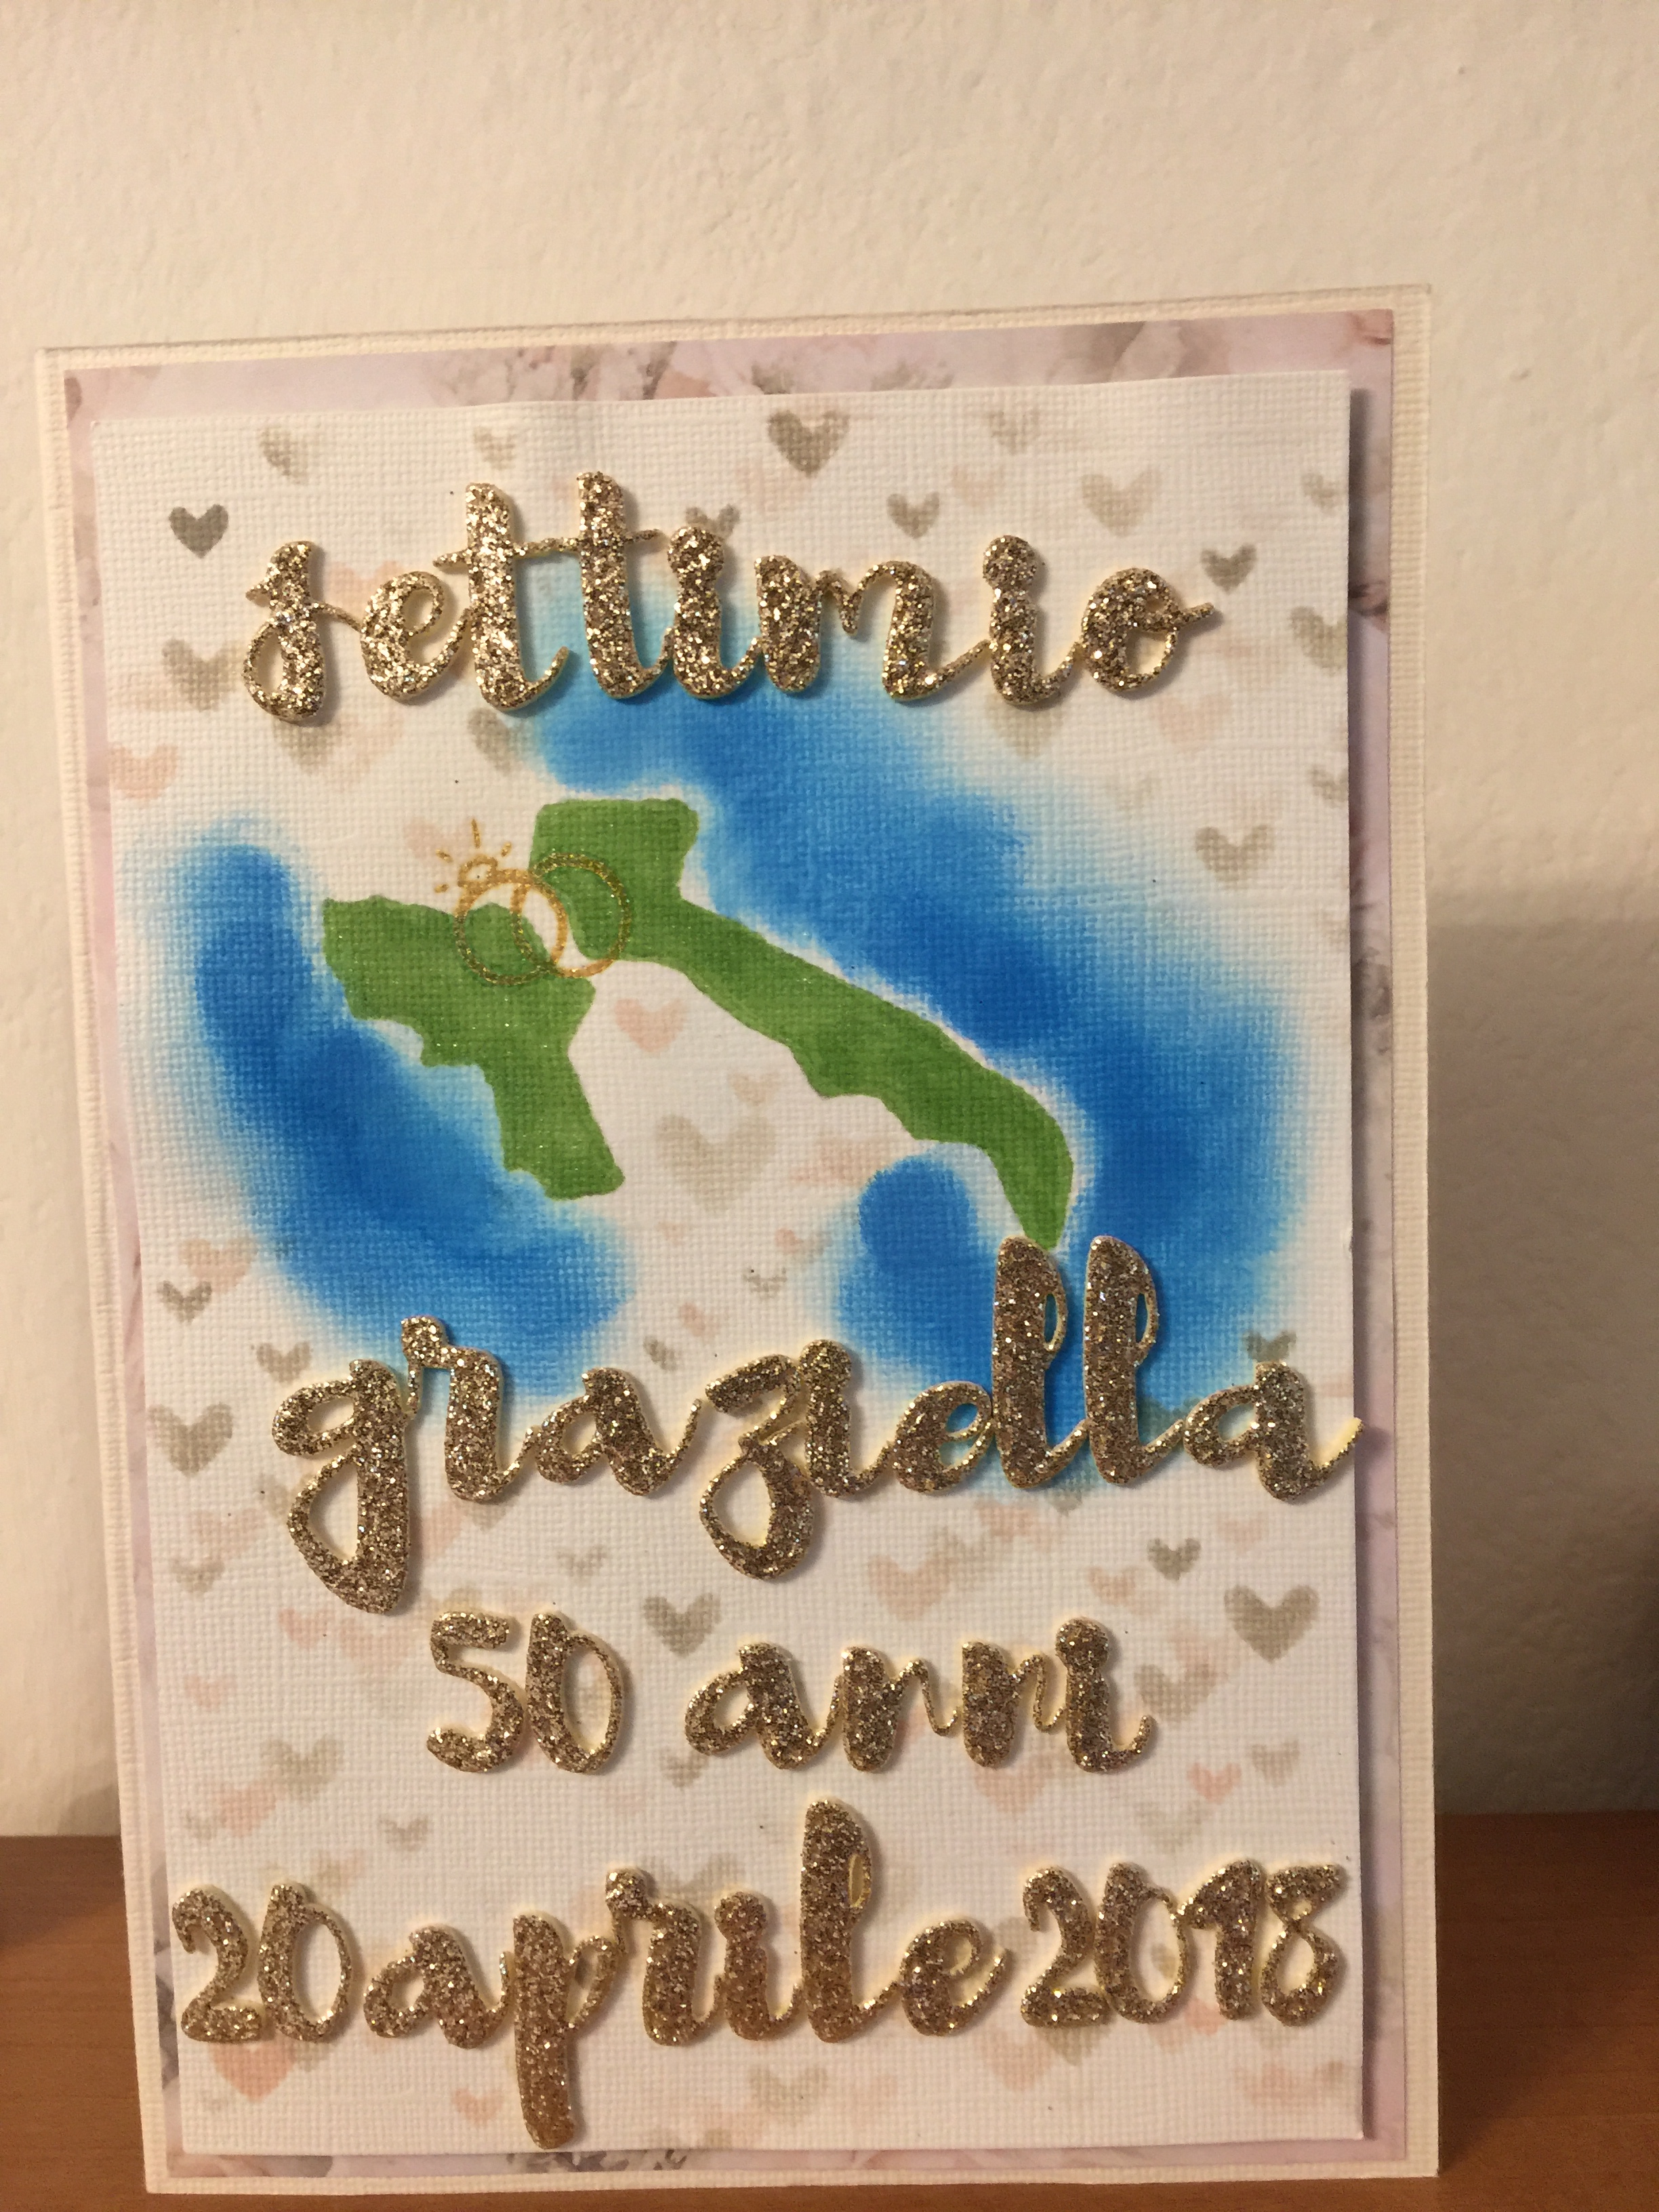 settimio
graziella
50 anni
20 aprile 2018